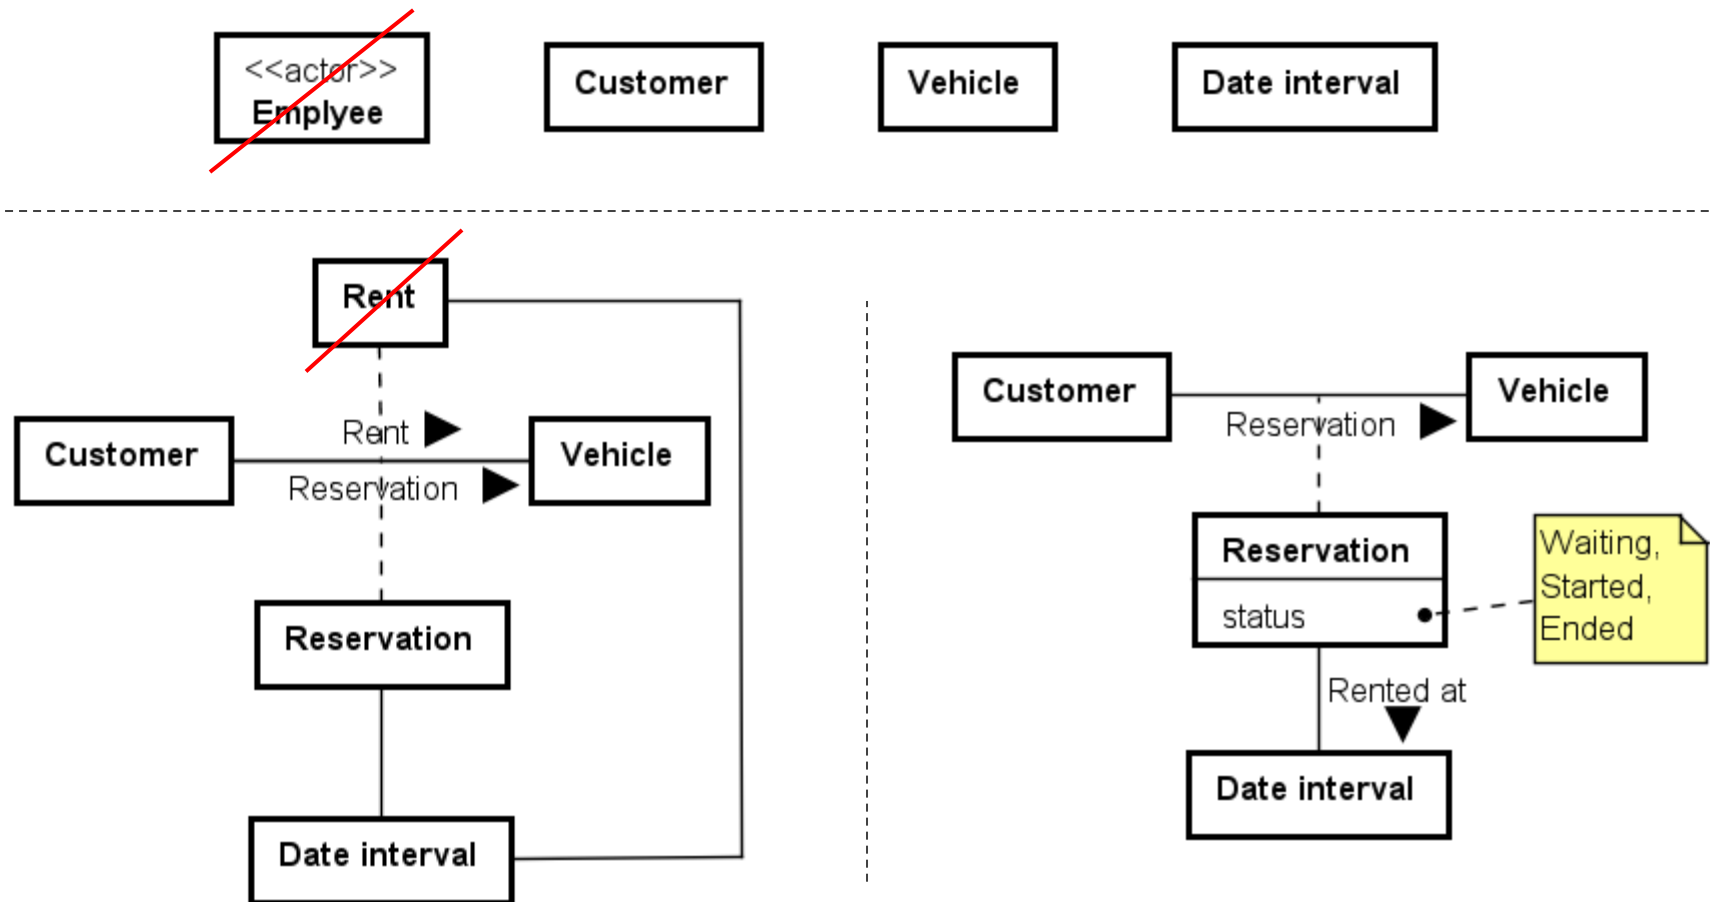 <<actor>>
Emplyee
Customer
Vehicle
Date interval
Rent
Rent
Customer
Vehicle
Reservation
Reservation
Date interval
Customer
Vehicle
Reservation
Reservation
status
Waiting,
Started,
Ended
Rented at
Date interval